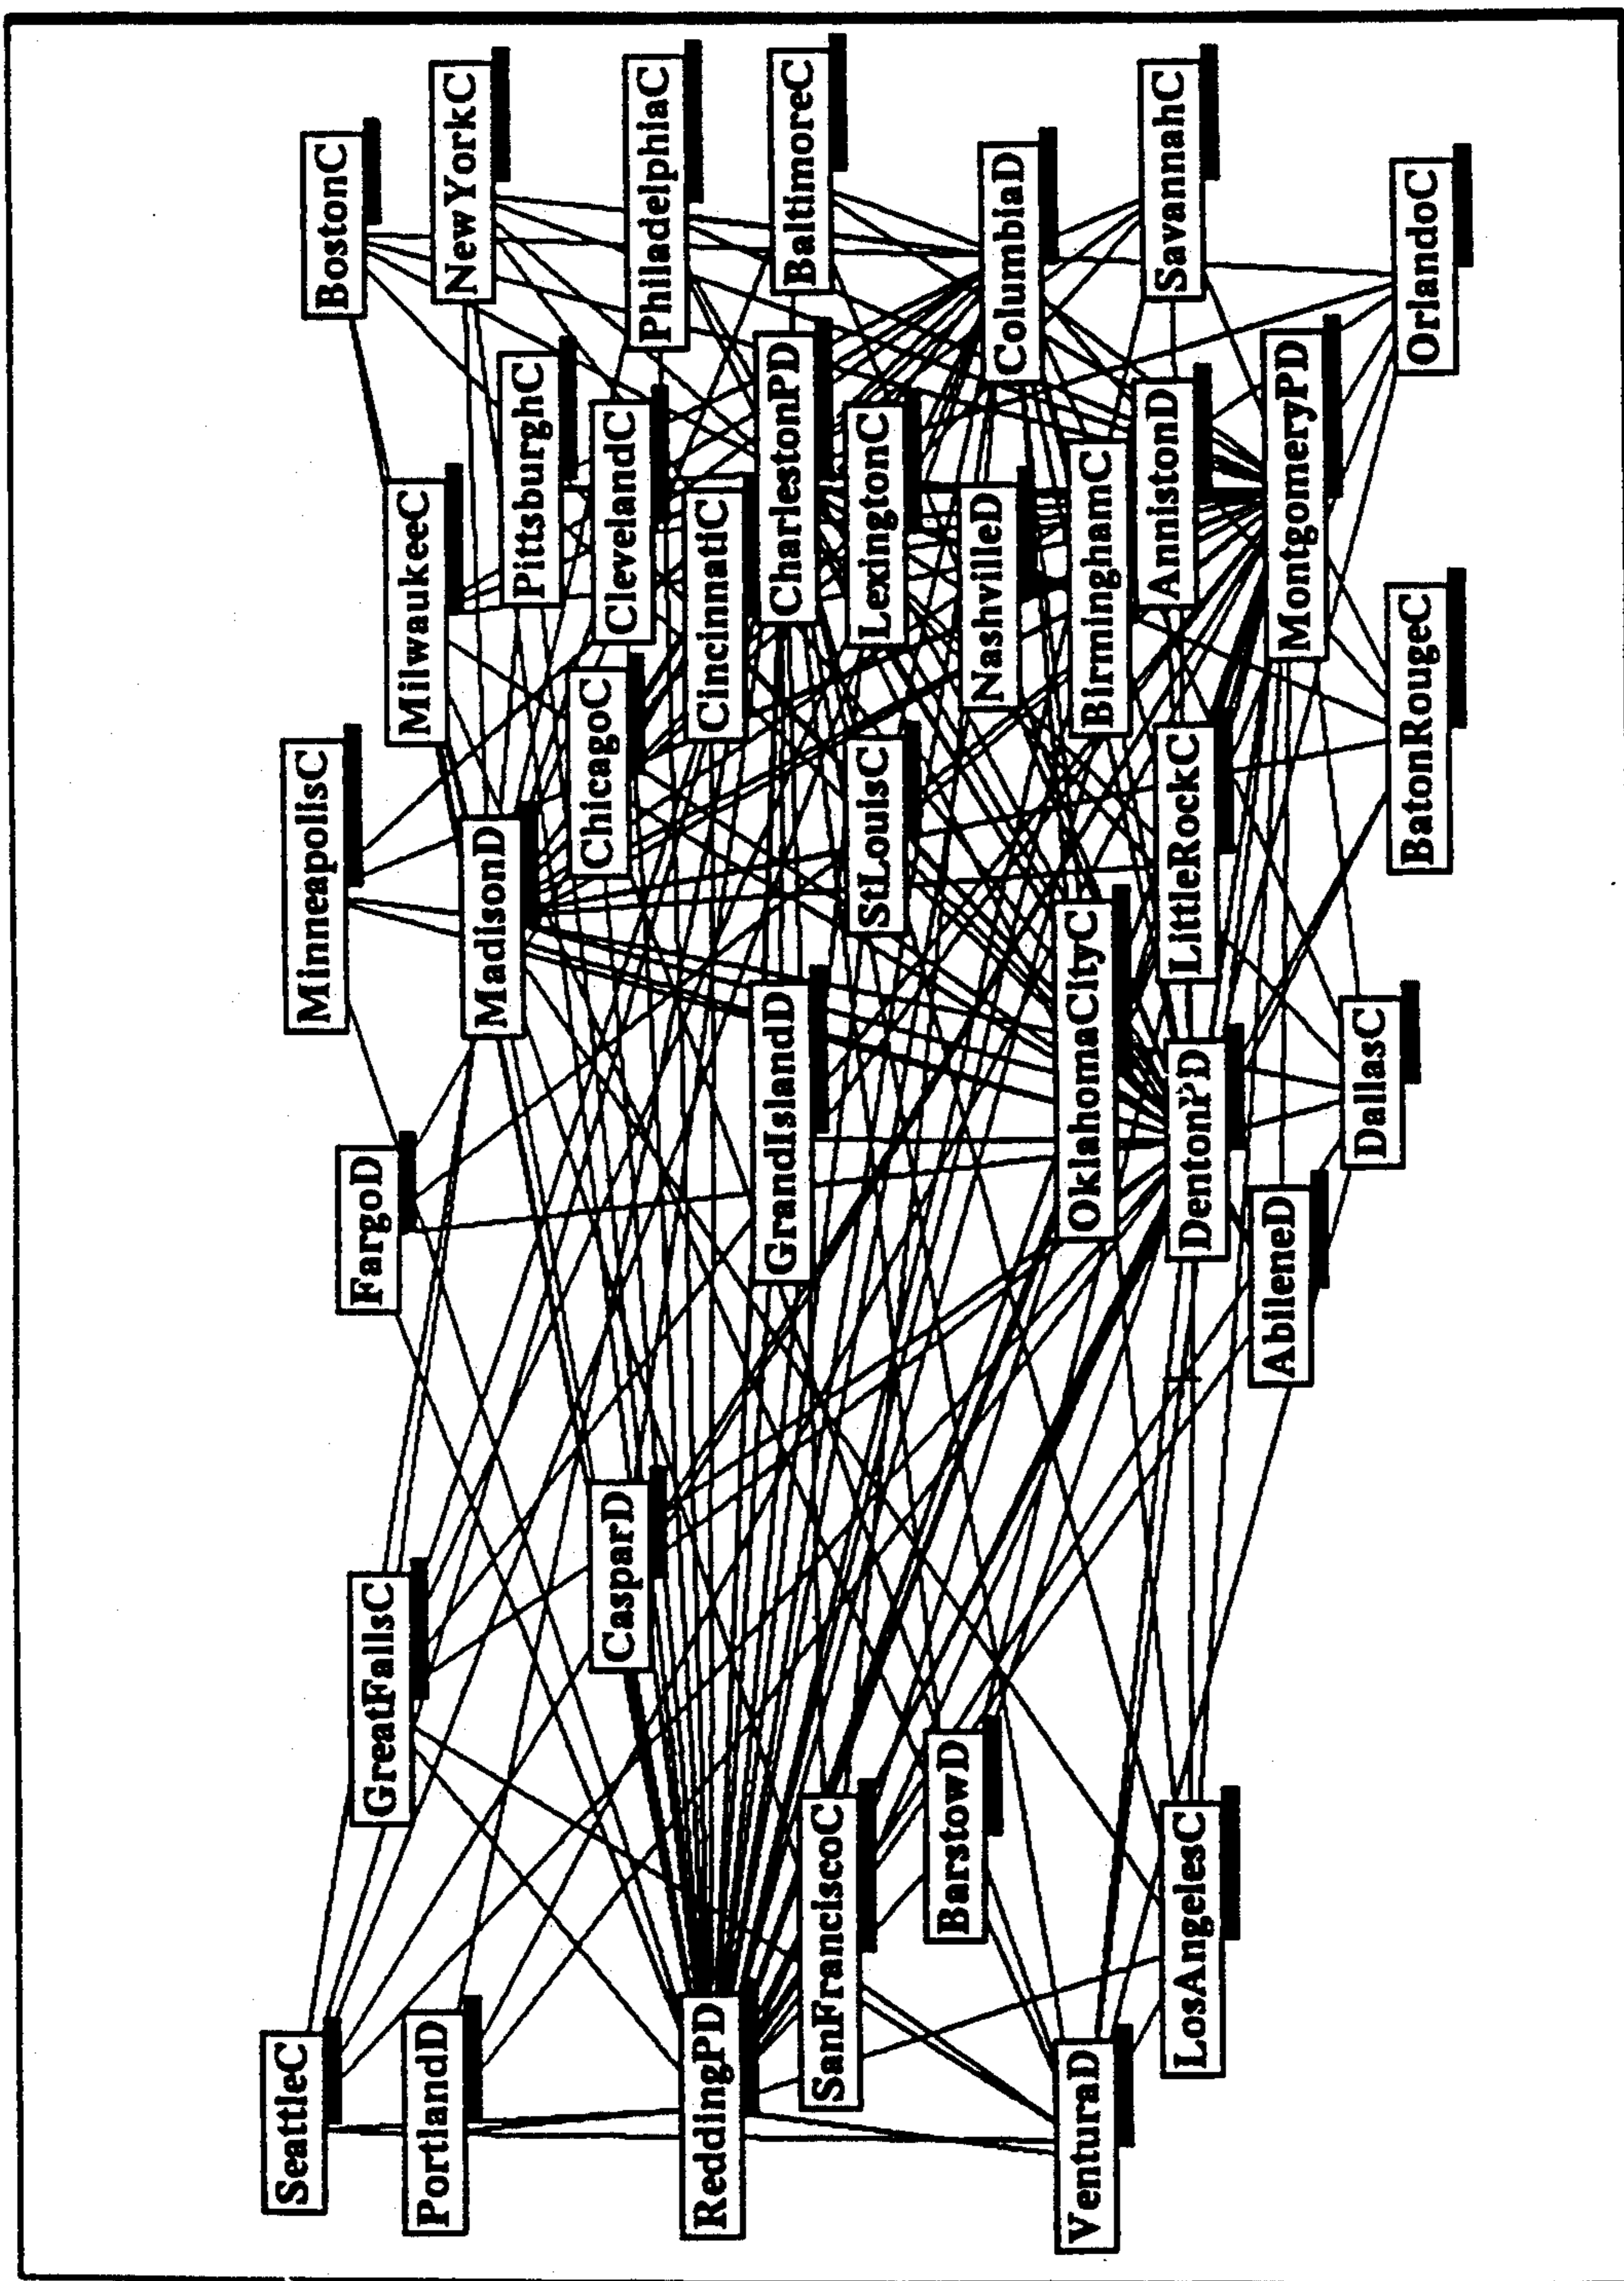 SeattleC
PortlandD
ReddingPD
VenturaD
GreatFallsC
CasparD
SanFranciscoC
BarstowD
LosAngelesC
FargoD
MinneapolisC
MadisonD
GrandIslandD
OklahomaCityC
DentonPD
AbileneD
DallasC
MilwaukeeC
ChicagoC
StLouisC
LittleRockC
BatonRougeC
PittsburghC
ClevelandC
CincinnatiC
CharlestonPD
LexingtonC
NashvilleD
BirminghamC
AnnistonD
MontgomeryPD
BostonC
NewYorkC
PhiladelphiaC
BaltimoreC
ColumbiaD
SavannahC
OrlandoC